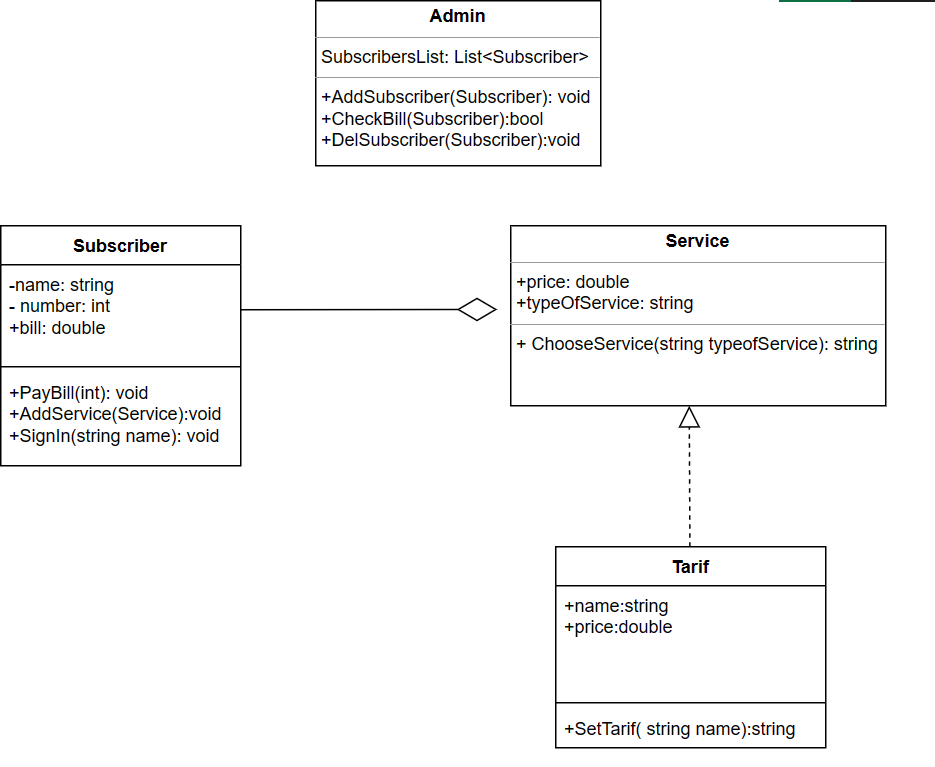 Admin
SubscribersList: List<Subscriber>
+AddSubscriber(Subscriber): void
+CheckBill(Subscriber):bool
+DelSubscriber(Subscriber):void
Subscriber
-name: string
- number: int
+bill: double
+PayBill(int): void
+AddService(Service):void
+SignIn(string name): void
Service
+price: double
+typeOfService: string
+ ChooseService(string typeofService): string
Tarif
+name:string
+price:double
+SetTarif( string name):string